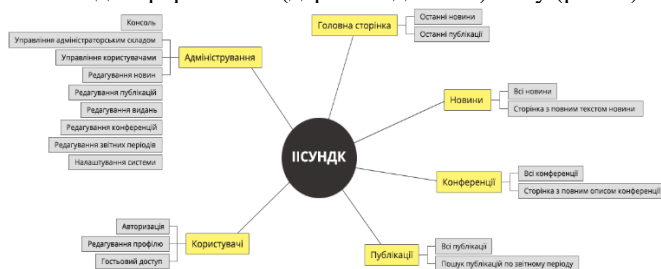 Консоль
Управління адміністраторським складом
Управління користувачами
Редагування новин
Редагування публікацій
Редагування видань
Редагування конференцій
Редагування звітних періодів
Налаштування системи
Адміністрування
Головна сторінка
Останні новини
Останні публікації
Новини
Всі новини
Сторінка з повним текстом новини
ІІСУНДК
Конференції
Всі конференції
Сторінка з повним описом конференції
Авторизація
Редагування профілю
Гостьовий доступ
Користувачі
Публікації
Всі публікації
Пошук публікацій по звітному періоду